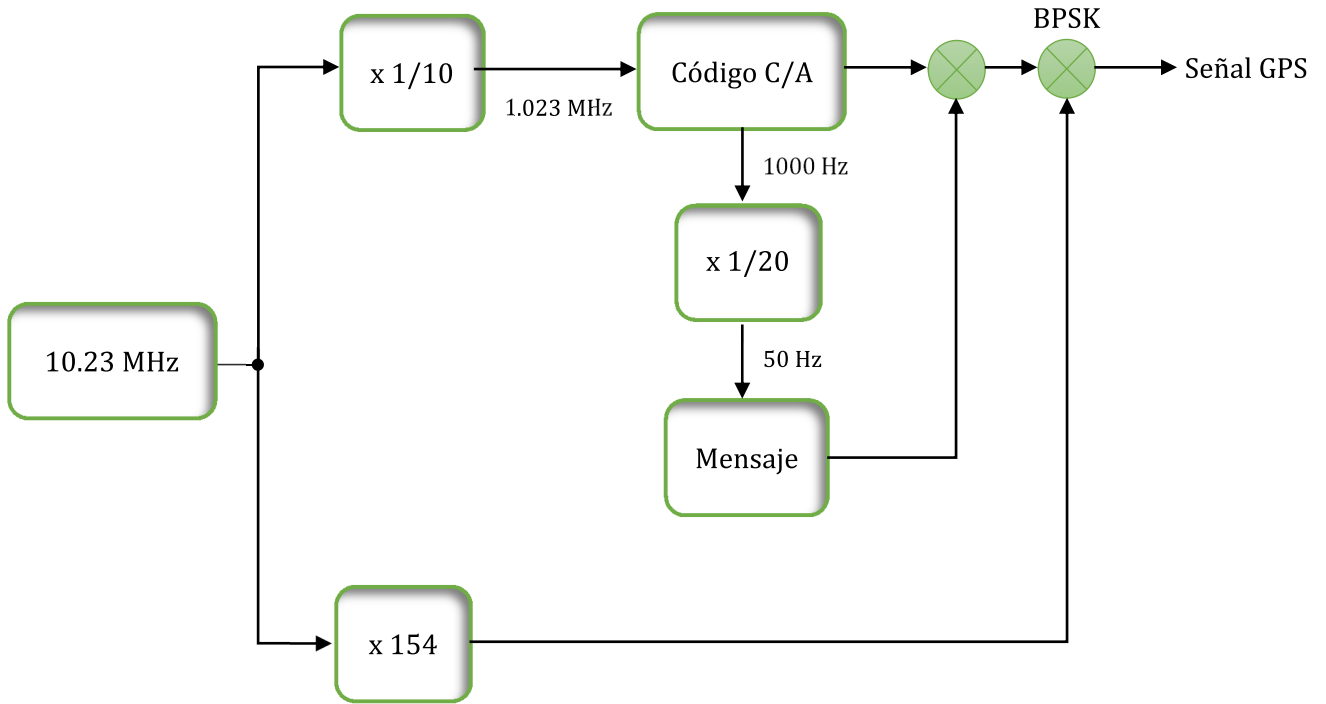 BPSK
x 1/10
Código C/A
Señal GPS
1.023 MHz
1000 Hz
x 1/20
10.23 MHz
50 Hz
Mensaje
x 154